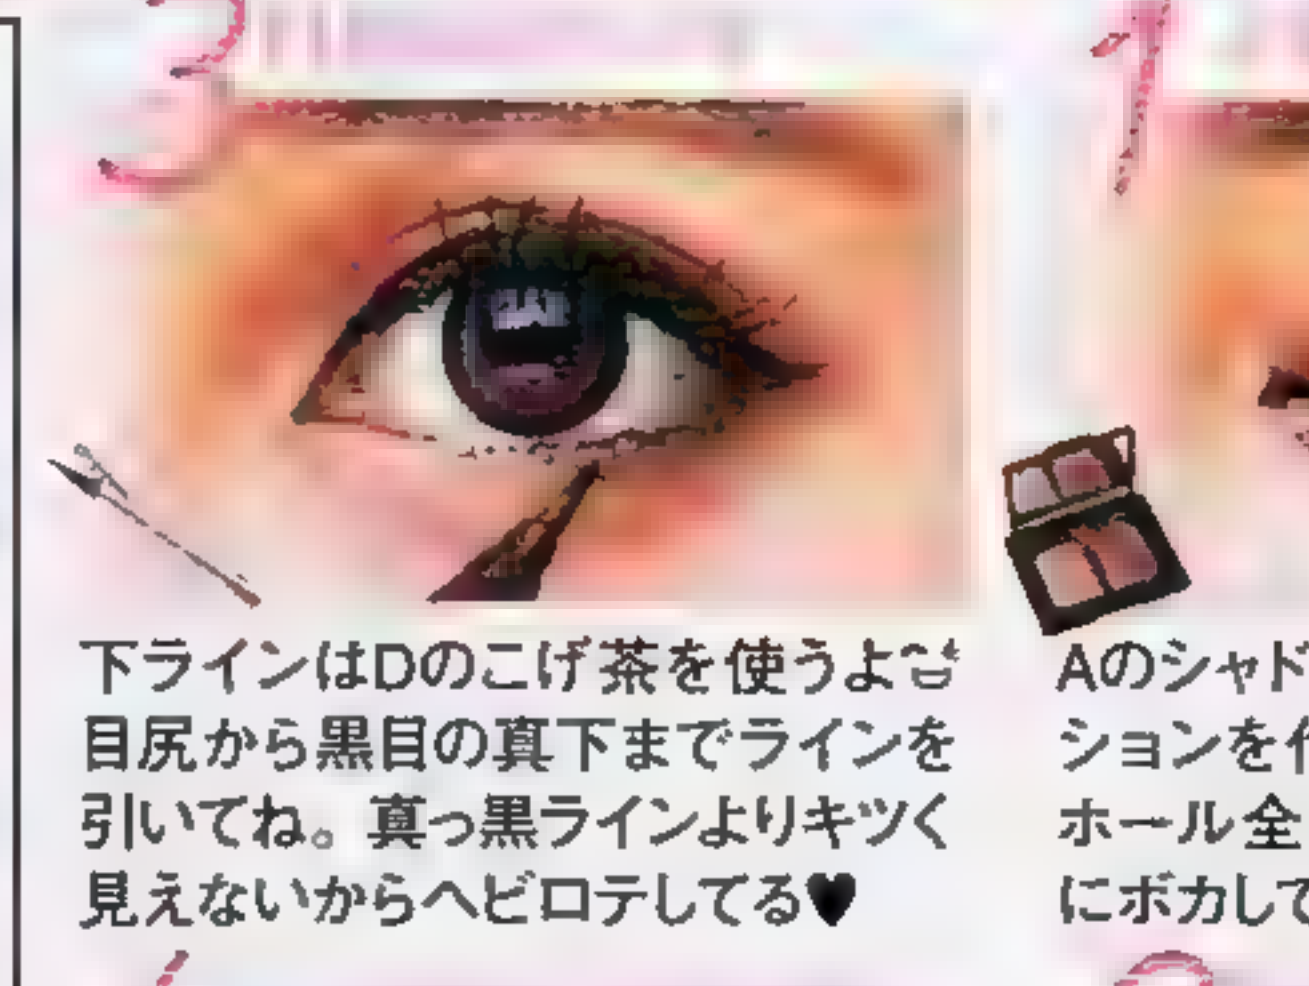 3
下ラインはDのこげ茶を使うよ
目尻から黒目の真下までラインを
引いてね。真っ黒ラインよりキツく
見えないからヘビロテしてる♥
1
Aのシャド
ションを
ホール全
にボカして